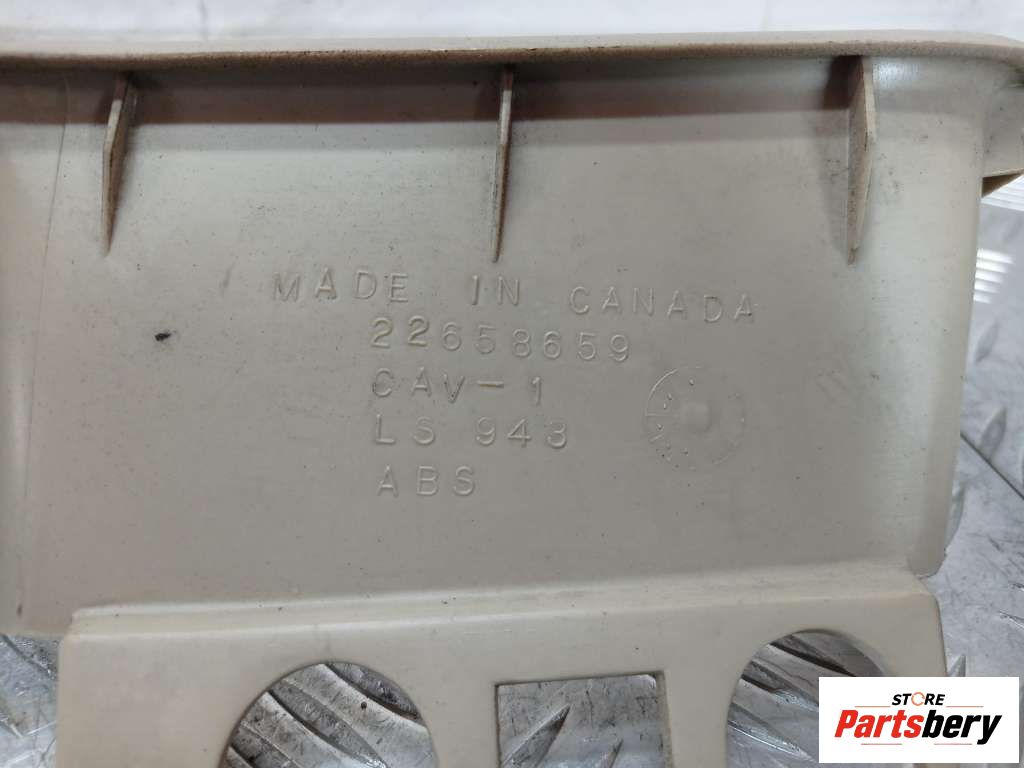 MADE IN CANADA
22658659
CAV-1
LS 943
ABS
STORE
Partsbery